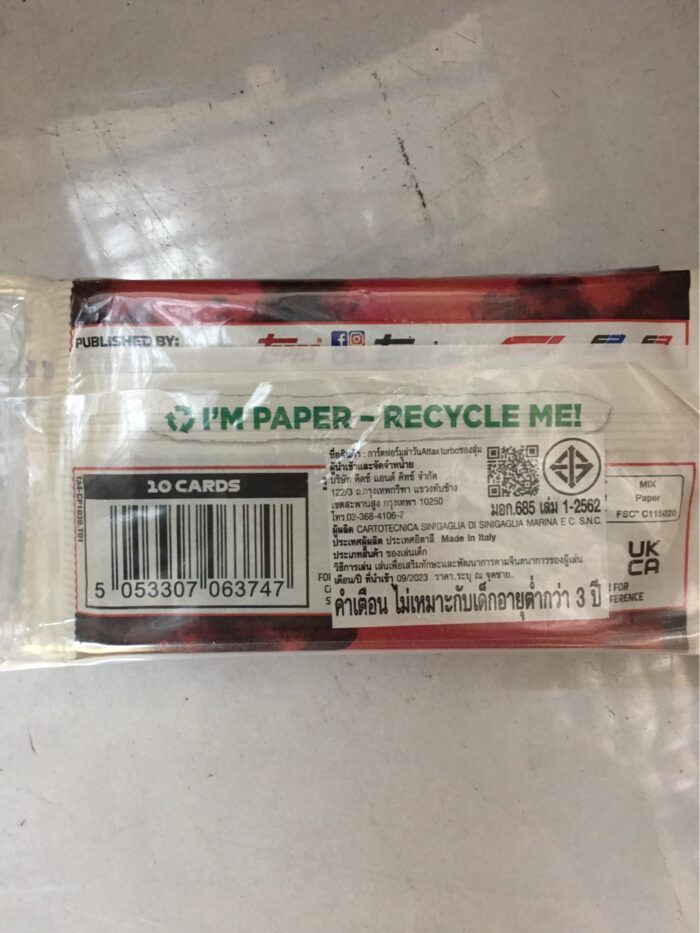 PUBLISHED BY:
I'M PAPER – RECYCLE ME!
10 CARDS
5 053307 063747
TA4-CP1030.T01
ชื่อสินค้า : การ์ดฟอร์มูล่าวันAttax turboซองสุ่ม
ผู้นำเข้าและจัดจำหน่าย
บริษัท คิดซ์ แอนด์ คิทซ์ จำกัด
122/3 ถ.กรุงเทพกรีฑา แขวงทับช้าง
เขตสะพานสูง กรุงเทพฯ 10250
โทร.02-368-4106-7
มอก.685 เล่ม 1-2562
ผู้ผลิต CARTOTECNICA SINIGAGLIA DI SINIGAGLIA MARINA E C. S.N.C.
ประเทศผู้ผลิต ประเทศอิตาลี Made In Italy
ประเภทสินค้า ของเล่นเด็ก
วิธีการเล่น เล่นเพื่อเสริมทักษะและพัฒนาการตามจินตนาการของผู้เล่น
เดือน/ปี ที่นำเข้า 09/2023 ราคา.ระบุ ณ จุดขาย.
คำเตือน ไม่เหมาะกับเด็กอายุต่ำกว่า 3 ปี
MIX
Paper
FSC™ C115020
UK
CA
FOR